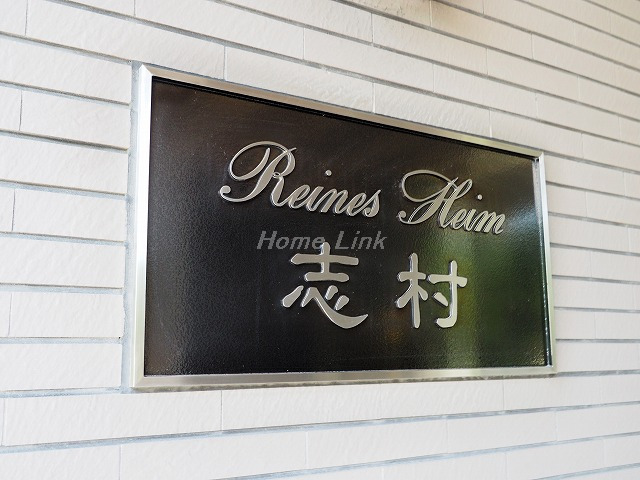 Reines Heim
Home Link
志村